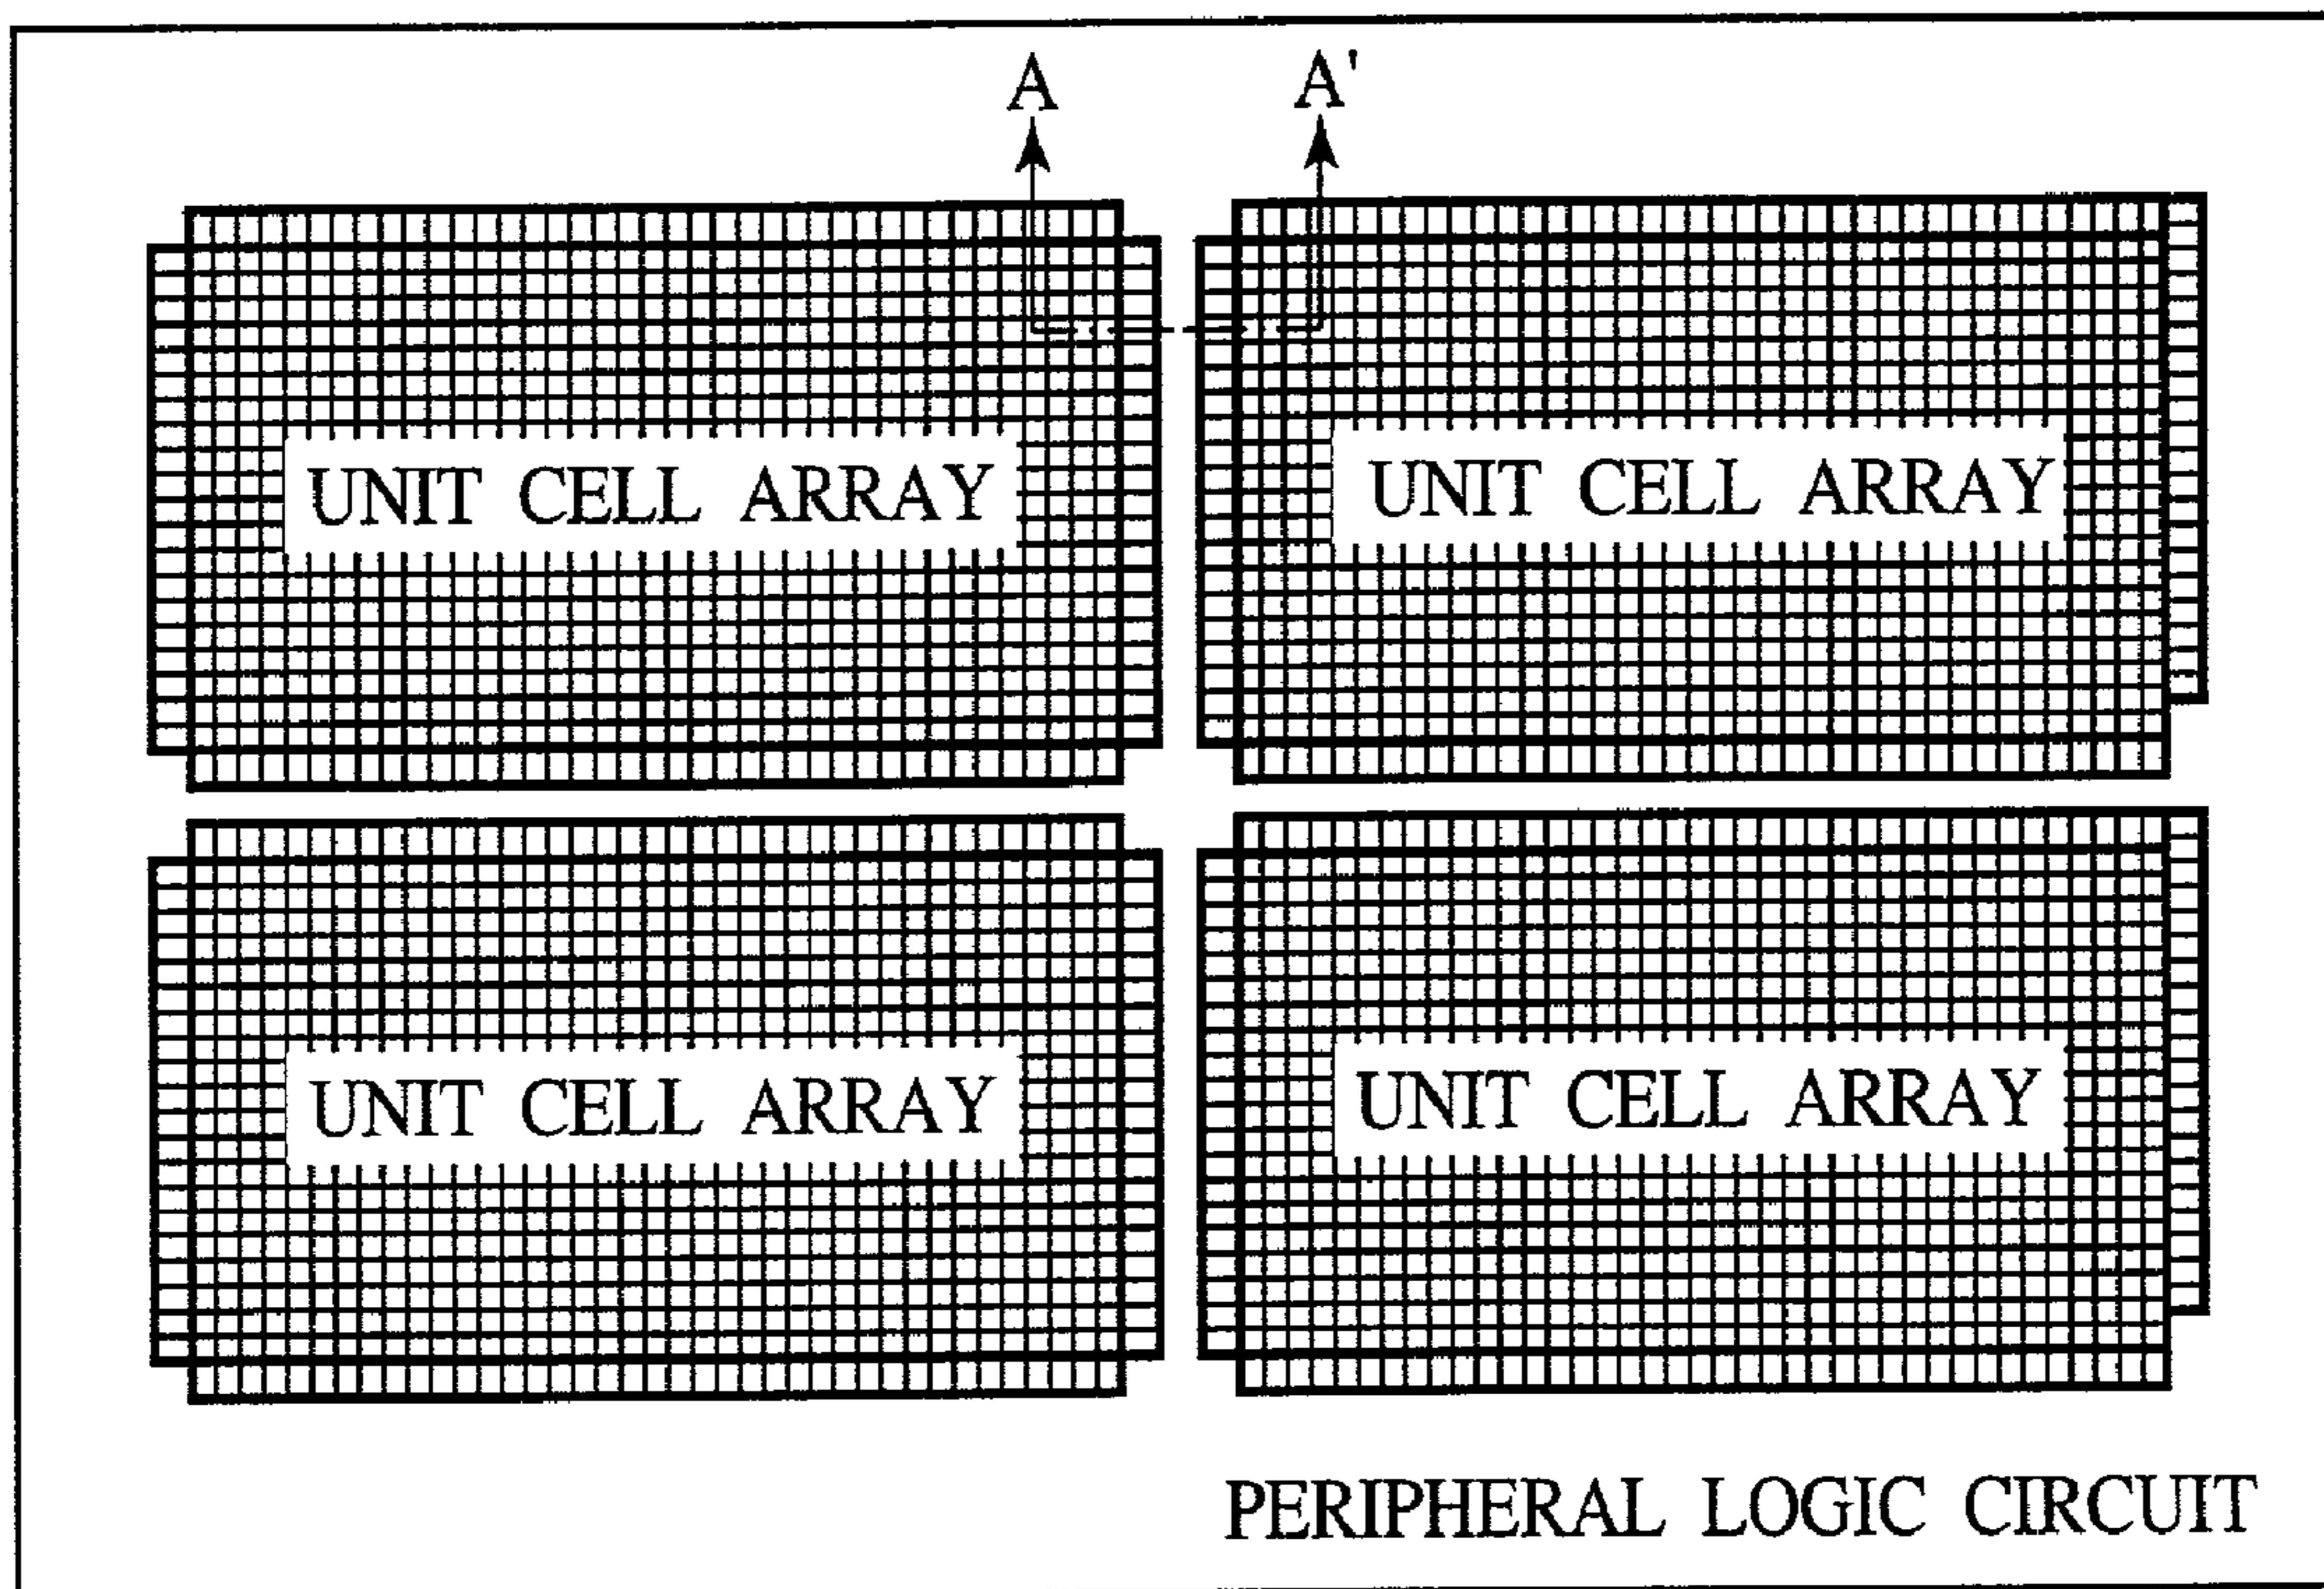 A A'
UNIT CELL ARRAY UNIT CELL ARRAY
UNIT CELL ARRAY UNIT CELL ARRAY
PERIPHERAL LOGIC CIRCUIT